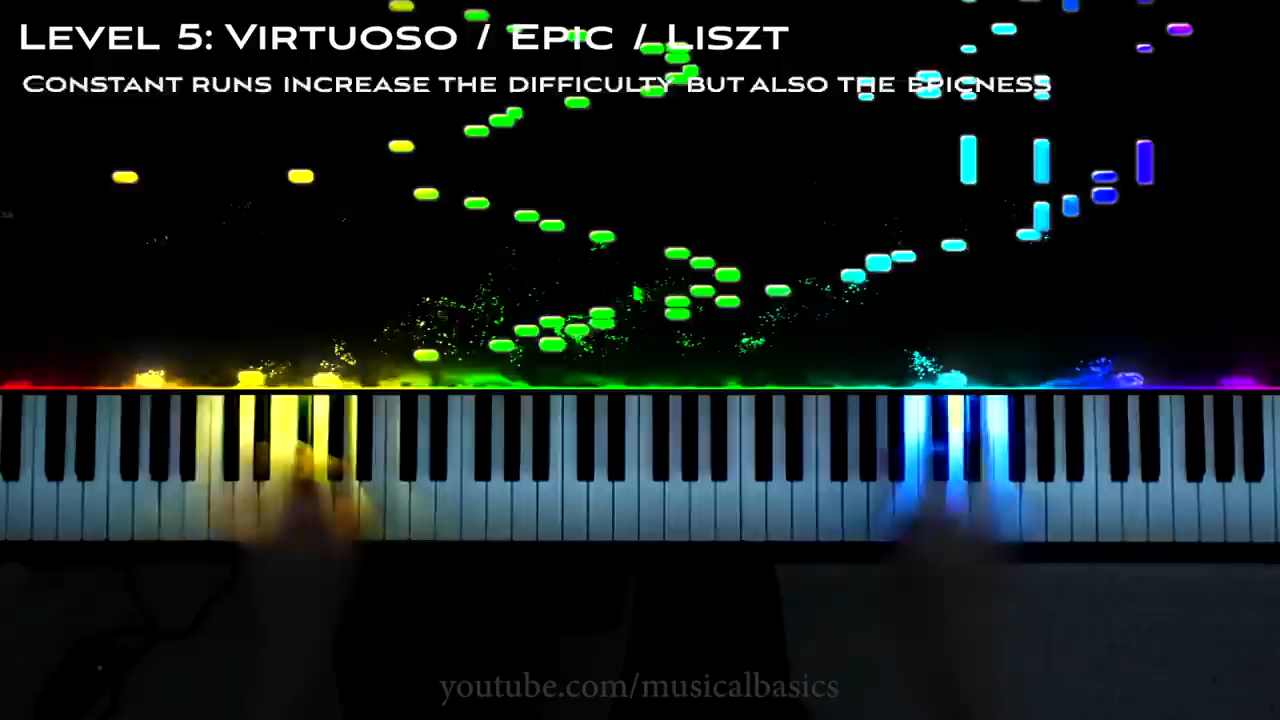 Level 5: Virtuoso / Epic / Liszt
Constant runs increase the difficulty but also the epicness
youtube.com/musicalbasics